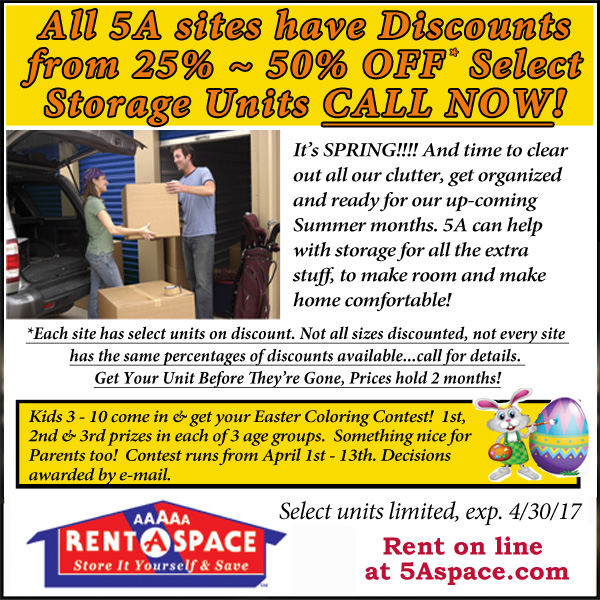 All 5A sites have Discounts
from 25% ~ 50% OFF* Select
Storage Units CALL NOW!
It's SPRING!!!! And time to clear
out all our clutter, get organized
and ready for our up-coming
Summer months. 5A can help
with storage for all the extra
stuff, to make room and make
home comfortable!
*Each site has select units on discount. Not all sizes discounted, not every site
has the same percentages of discounts available...call for details.
Get Your Unit Before They're Gone, Prices hold 2 months!
Kids 3 - 10 come in & get your Easter Coloring Contest! 1st,
2nd & 3rd prizes in each of 3 age groups. Something nice for
Parents too! Contest runs from April 1st - 13th. Decisions
awarded by e-mail.
Select units limited, exp. 4/30/17
AAAAA
RENT A SPACE
Store It Yourself & Save
Rent on line
at 5Aspace.com